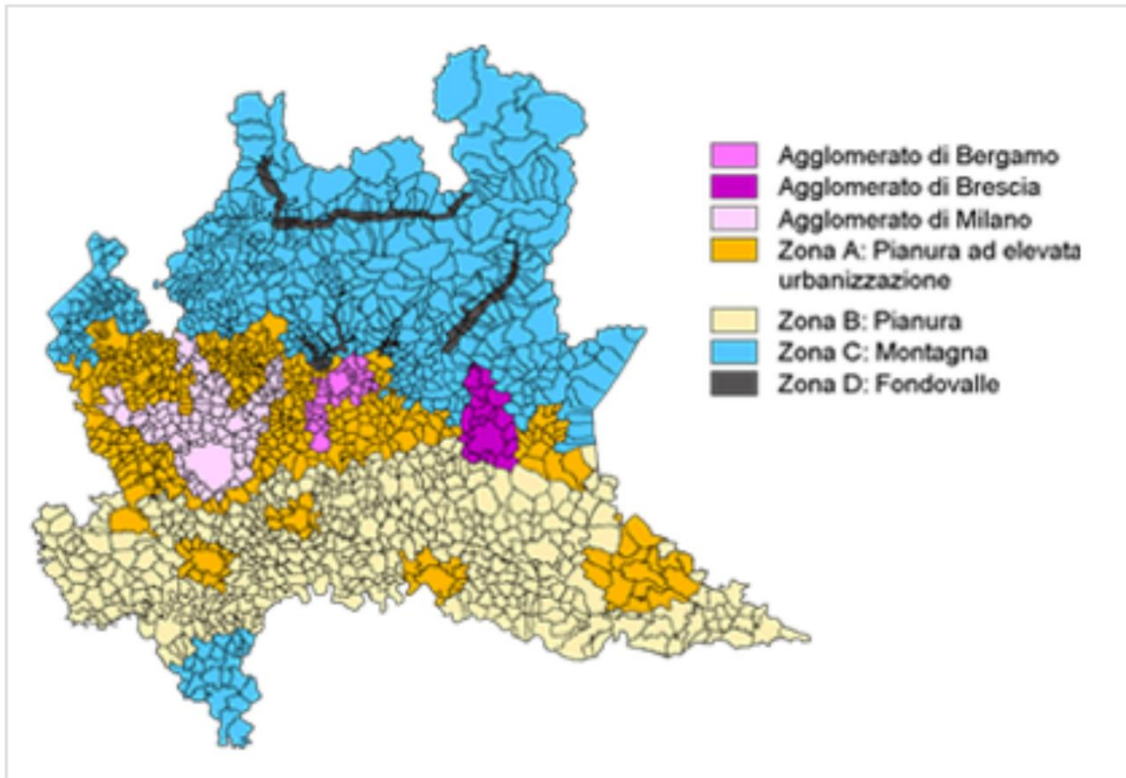 Agglomerato di Bergamo
Agglomerato di Brescia
Agglomerato di Milano
Zona A: Pianura ad elevata
urbanizzazione
Zona B: Pianura
Zona C: Montagna
Zona D: Fondovalle